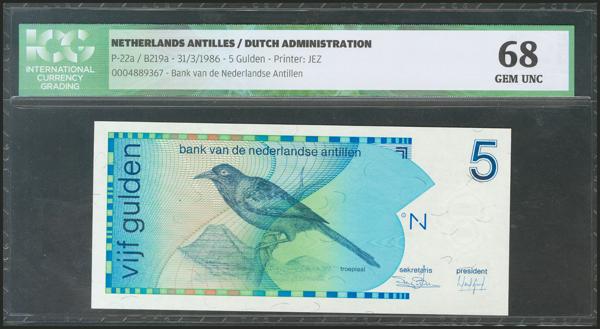 ICG
INTERNATIONAL
CURRENCY
GRADING
NETHERLANDS ANTILLES / DUTCH ADMINISTRATION
P-22a / B219a - 31/3/1986 - 5 Gulden - Printer: JEZ
0004889367 - Bank van de Nederlandse Antillen
68
GEM UNC
bank van de nederlandse antillen
5
vijf gulden
N
troepiaal
sekretaris
president